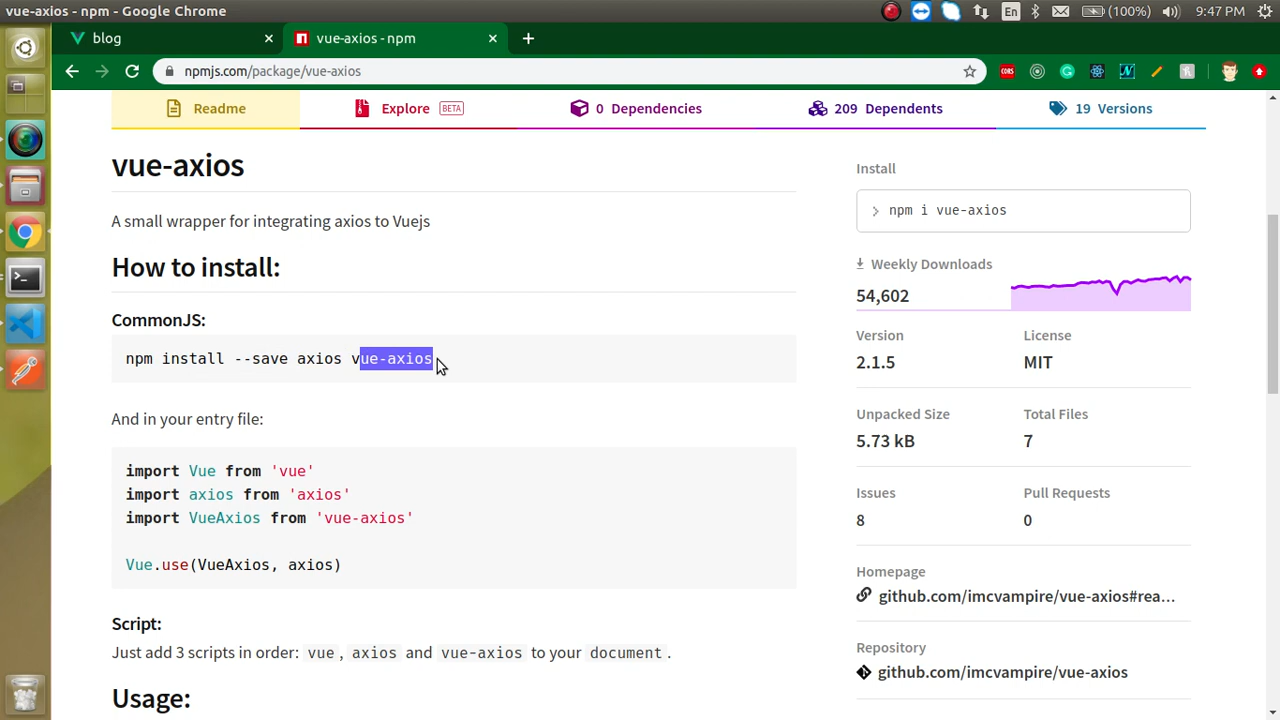 vue-axios - npm - Google Chrome
En
(100%)
9:47 PM
blog
vue-axios - npm
npmjs.com/package/vue-axios
CORS
Readme
Explore BETA
0 Dependencies
209 Dependents
19 Versions
vue-axios
A small wrapper for integrating axios to Vuejs
How to install:
CommonJS:
npm install --save axios vue-axios
And in your entry file:
import Vue from 'vue'
import axios from 'axios'
import VueAxios from 'vue-axios'
Vue.use(VueAxios, axios)
Script:
Just add 3 scripts in order: vue, axios and vue-axios to your document.
Usage:
Install
> npm i vue-axios
Weekly Downloads
54,602
Version
2.1.5
License
MIT
Unpacked Size
5.73 kB
Total Files
7
Issues
8
Pull Requests
0
Homepage
github.com/imcvampire/vue-axios#rea...
Repository
github.com/imcvampire/vue-axios